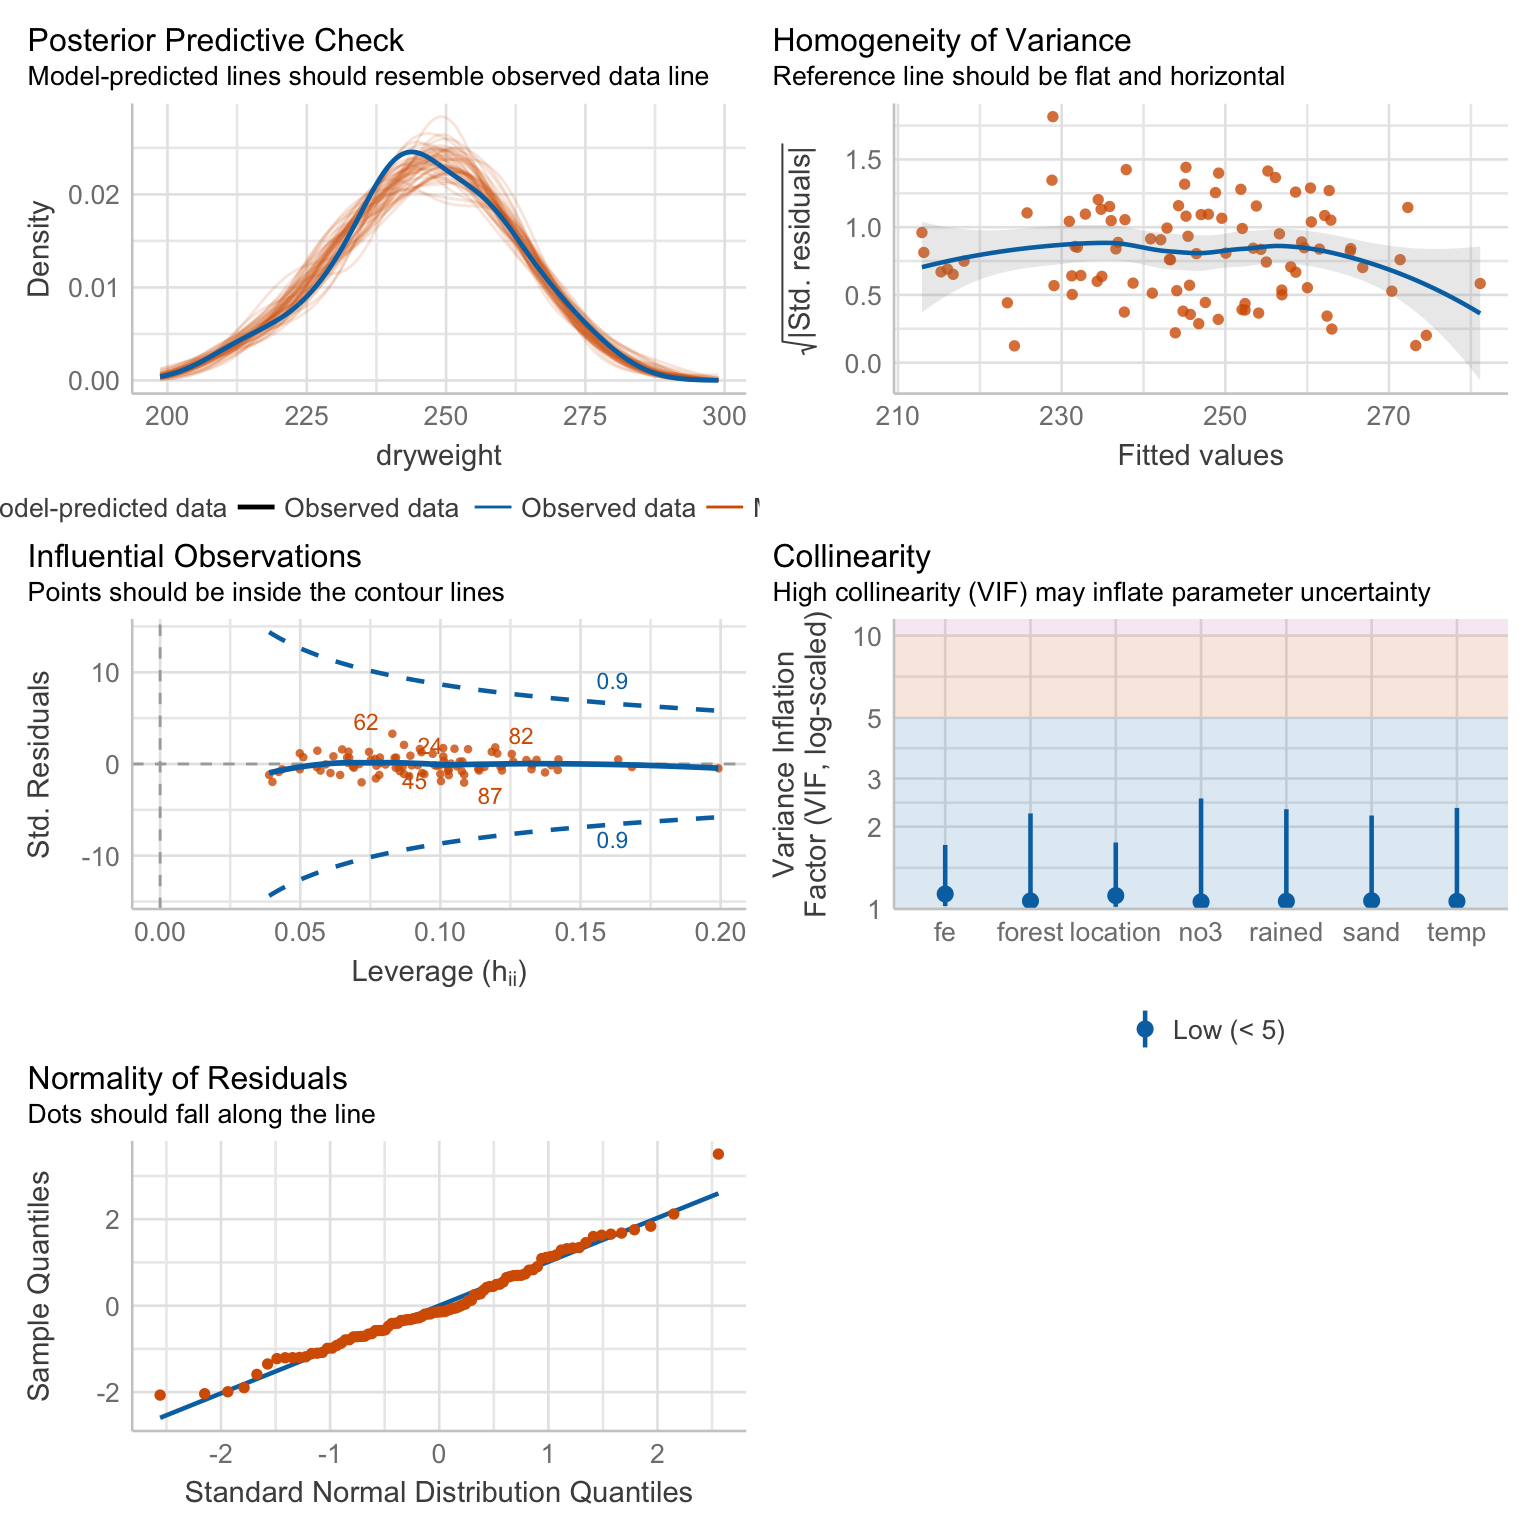 Posterior Predictive Check
Model-predicted lines should resemble observed data line
Density
0.02
0.01
0.00
200 225 250 275 300
dryweight
odel-predicted data Observed data Observed data
Homogeneity of Variance
Reference line should be flat and horizontal
√|Std. residuals|
1.5
1.0
0.5
0.0
210 230 250 270
Fitted values
Influential Observations
Points should be inside the contour lines
Std. Residuals
10
0
-10
0.9
62
82
24
45
87
0.9
0.00 0.05 0.10 0.15 0.20
Leverage (hii)
Collinearity
High collinearity (VIF) may inflate parameter uncertainty
Variance Inflation
Factor (VIF, log-scaled)
10
5
3
2
1
fe forest location no3 rained sand temp
Low (< 5)
Normality of Residuals
Dots should fall along the line
Sample Quantiles
2
0
-2
-2 -1 0 1 2
Standard Normal Distribution Quantiles